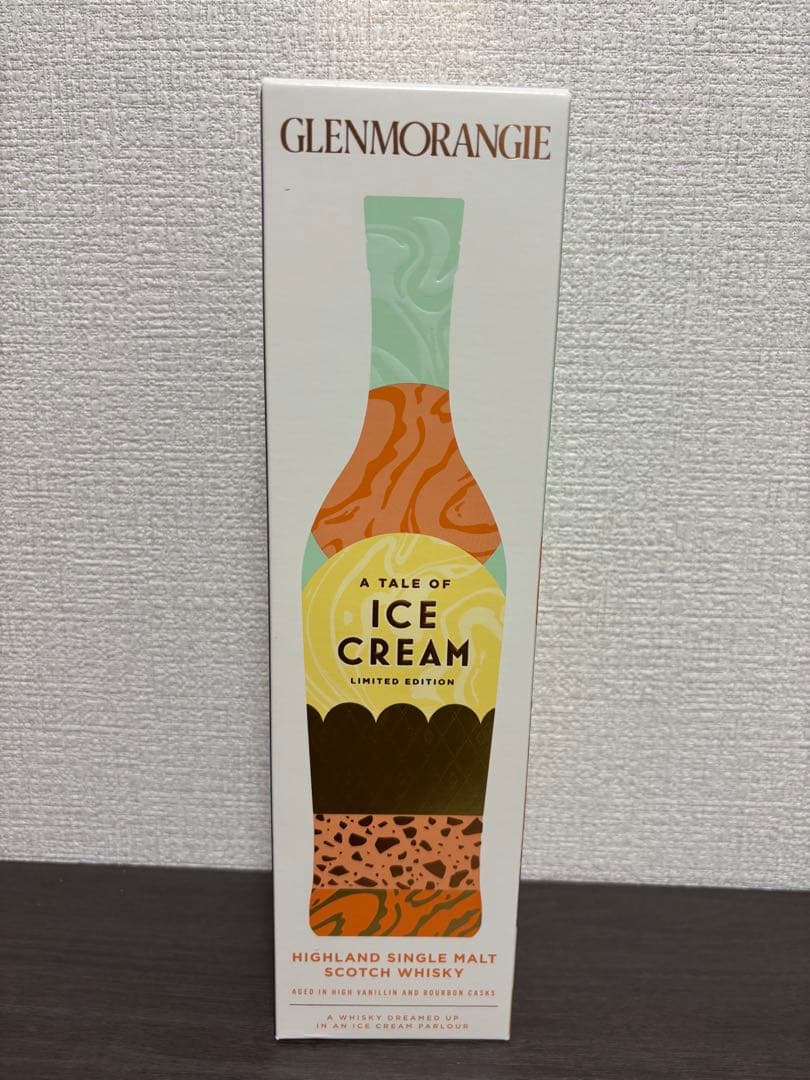 GLENMORANGIE
A TALE OF
ICE
CREAM
LIMITED EDITION
HIGHLAND SINGLE MALT
SCOTCH WHISKY
AGED IN HIGH VANILLIN AND BOURBON CASKS
A WHISKY DREAMED UP
IN AN ICE CREAM PARLOUR